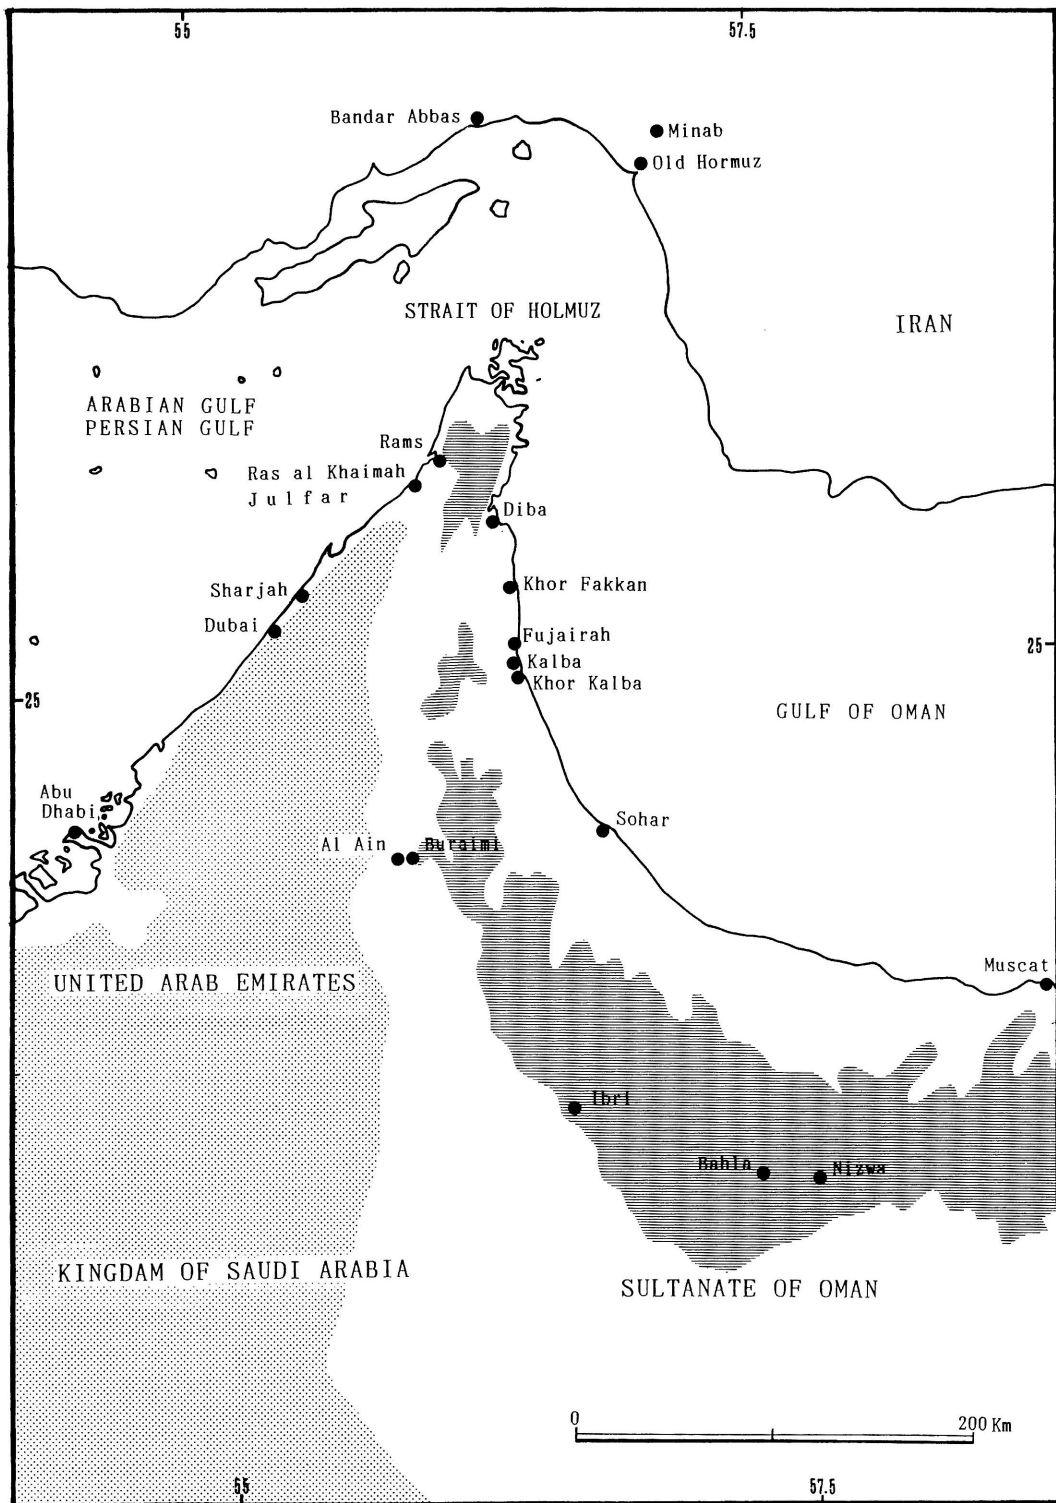 55
57.5
Bandar Abbas
Minab
Old Hormuz
STRAIT OF HOLMUZ
IRAN
ARABIAN GULF
PERSIAN GULF
Rams
Ras al Khaimah
Julfar
Diba
Khor Fakkan
Sharjah
Dubai
Fujairah
25
Kalba
Khor Kalba
25
GULF OF OMAN
Abu
Dhabi
Sohar
Al Ain
Buraimi
Muscat
UNITED ARAB EMIRATES
Ibri
Bahla
Nizwa
KINGDAM OF SAUDI ARABIA
SULTANATE OF OMAN
0
200 Km
55
57.5